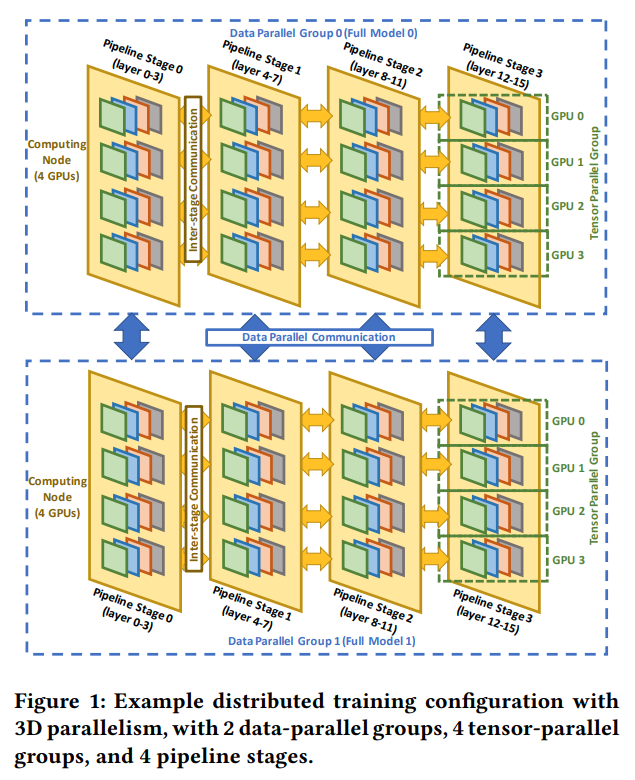 Data Parallel Group 0 (Full Model 0)
Pipeline Stage 0
(layer 0-3)
Pipeline Stage 1
(layer 4-7)
Pipeline Stage 2
(layer 8-11)
Pipeline Stage 3
(layer 12-15)
Computing
Node
(4 GPUs)
Inter-stage Communication
GPU 0
GPU 1
GPU 2
GPU 3
Tensor Parallel Group
Data Parallel Communication
Computing
Node
(4 GPUs)
Inter-stage Communication
GPU 0
GPU 1
GPU 2
GPU 3
Tensor Parallel Group
Pipeline Stage 0
(layer 0-3)
Pipeline Stage 1
(layer 4-7)
Pipeline Stage 2
(layer 8-11)
Pipeline Stage 3
(layer 12-15)
Data Parallel Group 1 (Full Model 1)
Figure 1: Example distributed training configuration with
3D parallelism, with 2 data-parallel groups, 4 tensor-parallel
groups, and 4 pipeline stages.